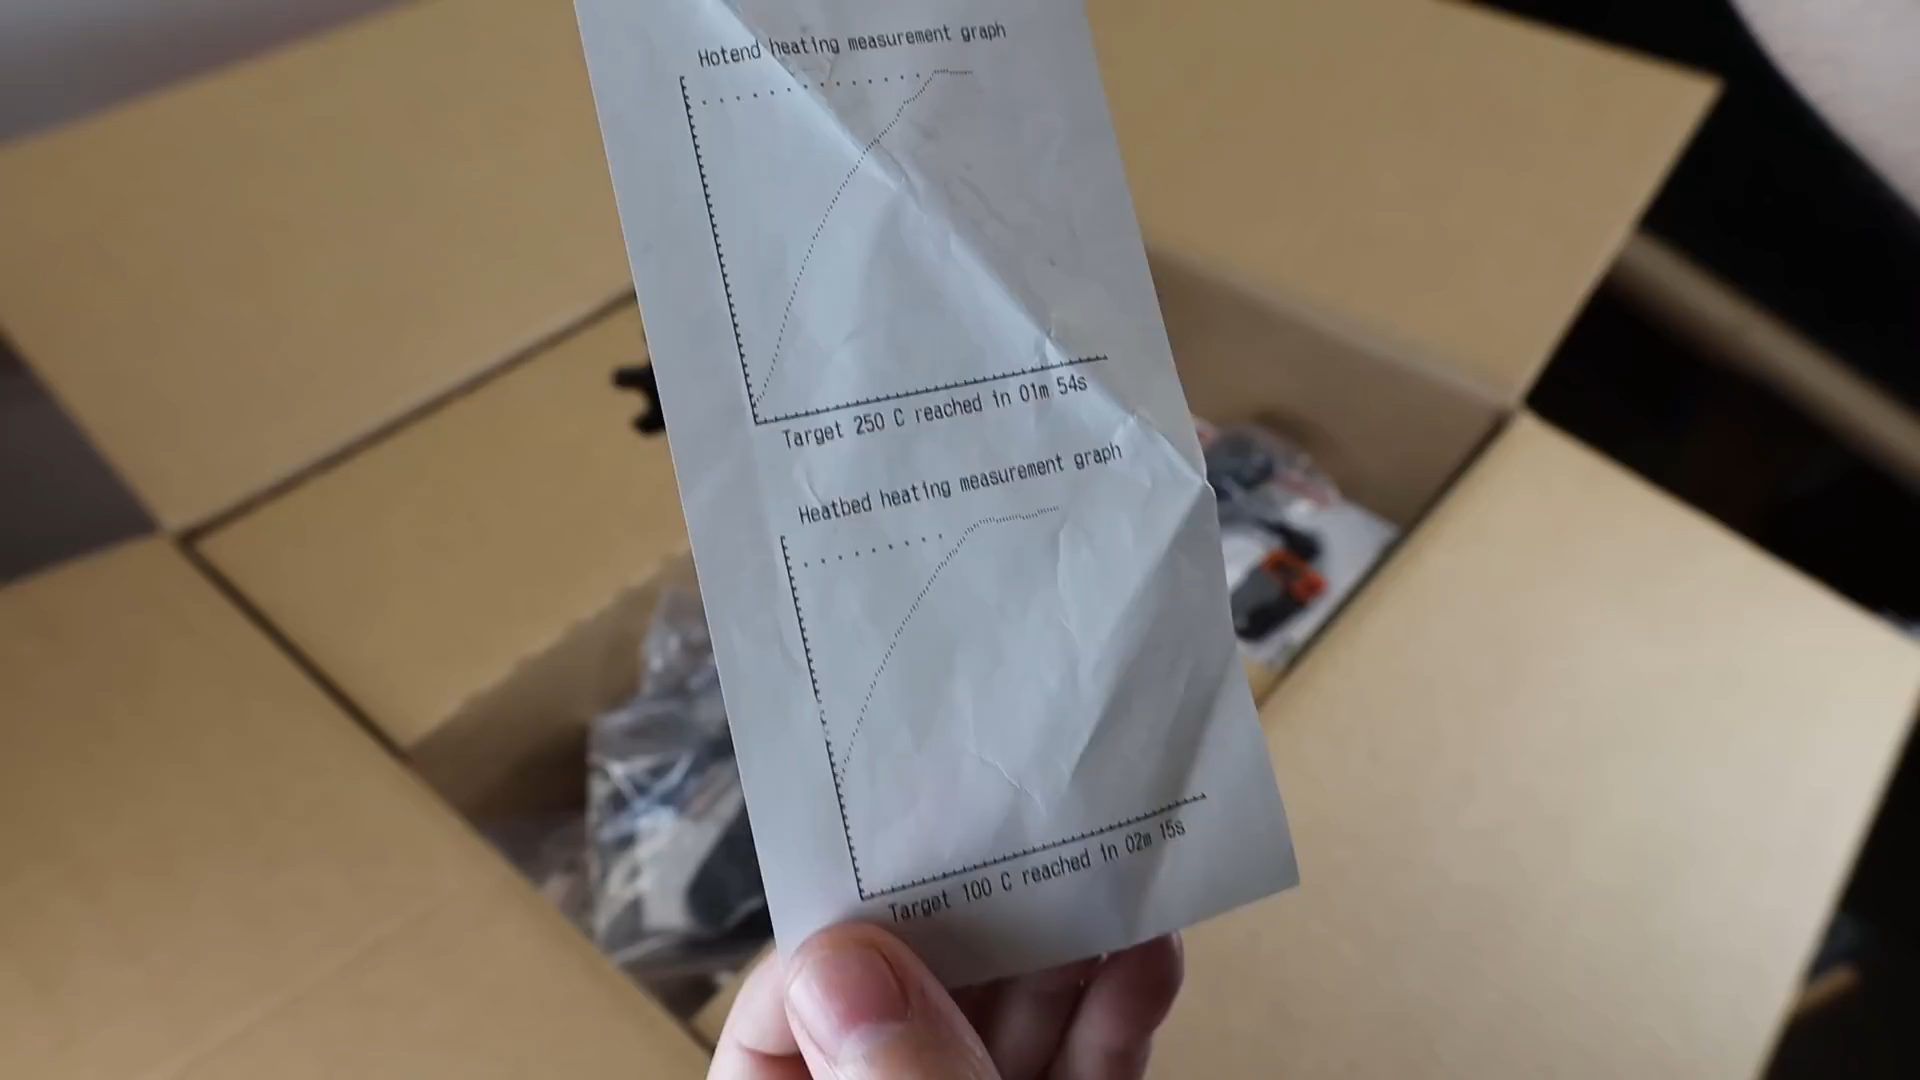 Hotend heating measurement graph
Target 250 C reached in 01m 54s
Heatbed heating measurement graph
Target 100 C reached in 02m 15s